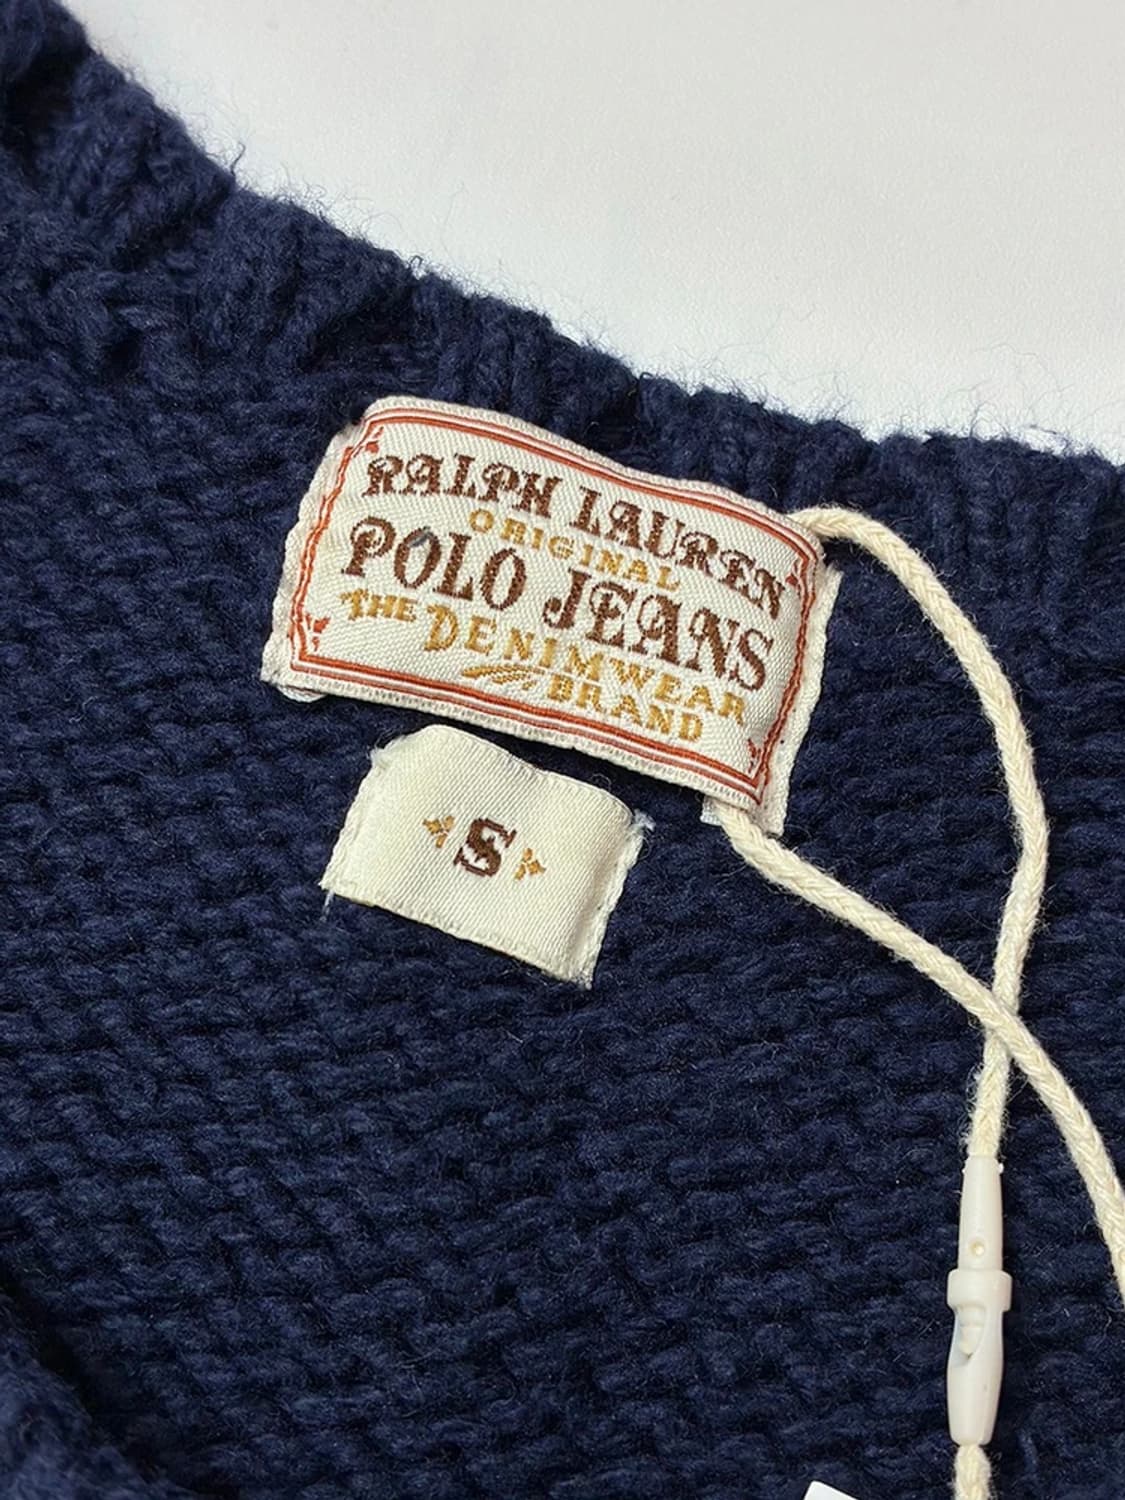 RALPH LAUREN
ORIGINAL
POLO JEANS
THE DENIMWEAR
BRAND
S